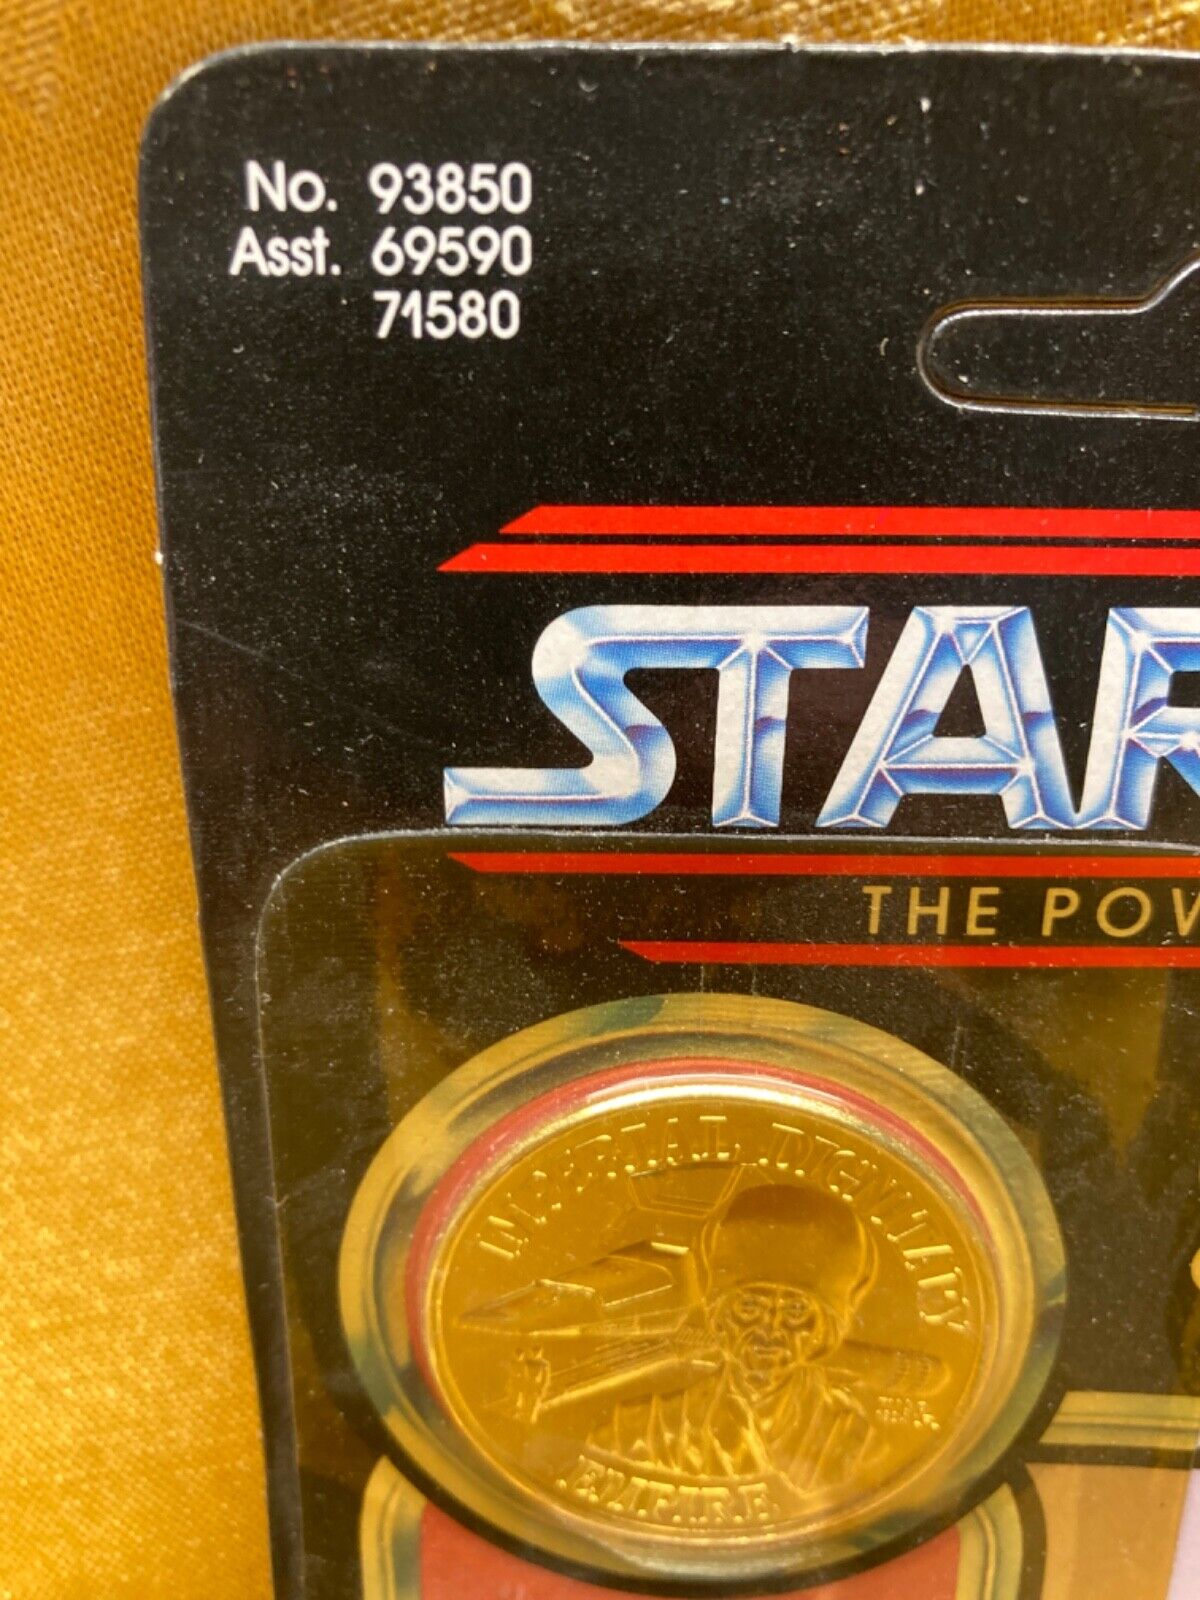 No. 93850
Asst. 69590
71580
STAR
THE POW
IMPERIAL DIGNITARY
W.A.R.
EMPIRE